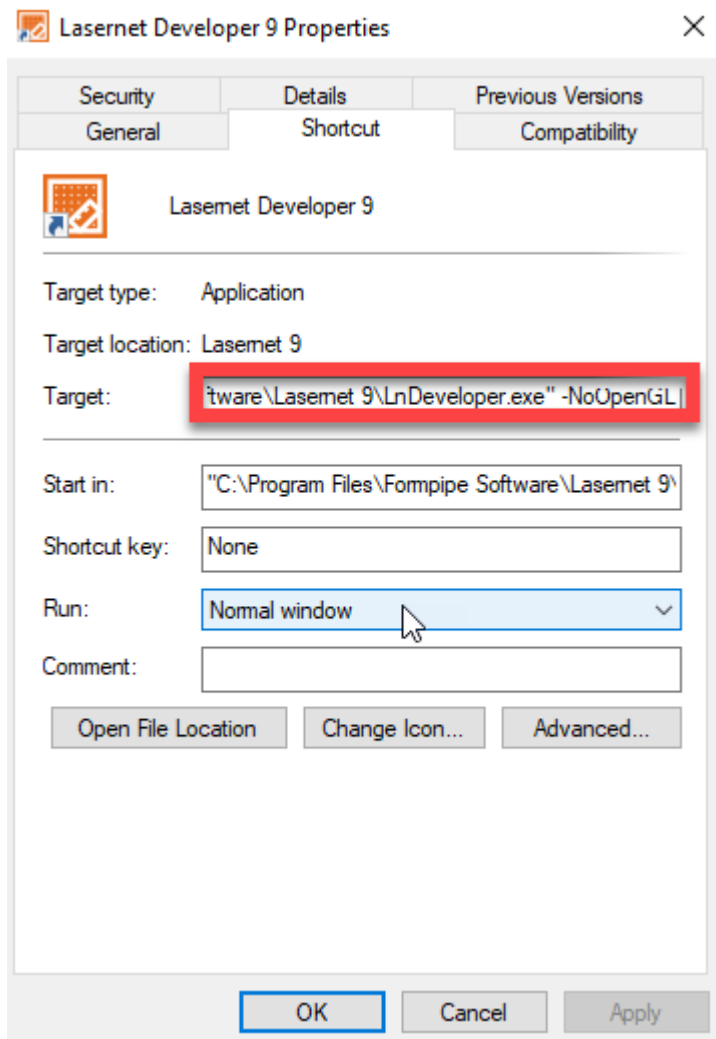 Lasernet Developer 9 Properties
Security Details Previous Versions
General Shortcut Compatibility
Lasernet Developer 9
Target type: Application
Target location: Lasernet 9
Target: tware\Lasernet 9\LnDeveloper.exe" -NoOpenGL
Start in: "C:\Program Files\Formpipe Software\Lasernet 9\
Shortcut key: None
Run: Normal window
Comment:
Open File Location Change Icon... Advanced...
OK Cancel Apply